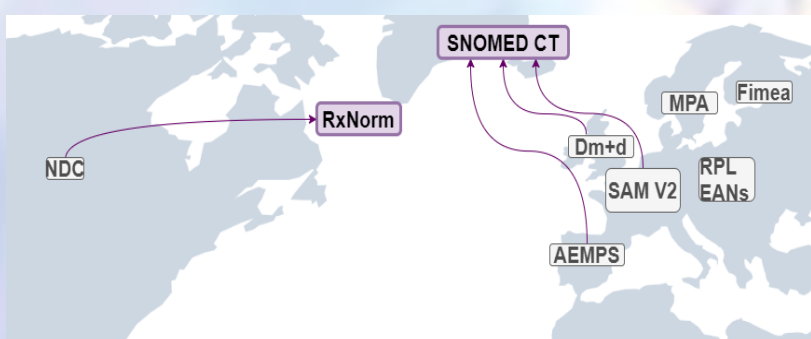 SNOMED CT
Fimea
MPA
RxNorm
Dm+d
NDC
SAM V2
RPL
EANs
AEMPS